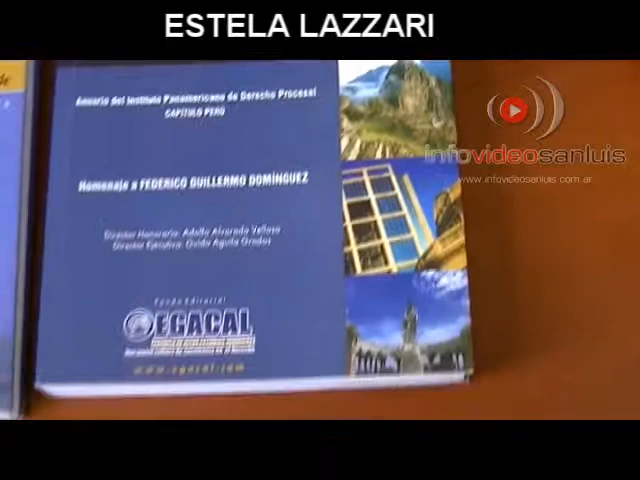 ESTELA LAZZARI
Anuario del Instituto Panamericano de Derecho Procesal
CAPÍTULO PERÚ
infovideosanluis
www.infovideosanluis.com.ar
Homenaje a FEDERICO GUILLERMO DOMÍNGUEZ
Director Honorario: Adolfo Alvarado Velloso
Director Ejecutivo: Guido Aguila Grados
Fondo Editorial
EGACAL
www.egacal.com